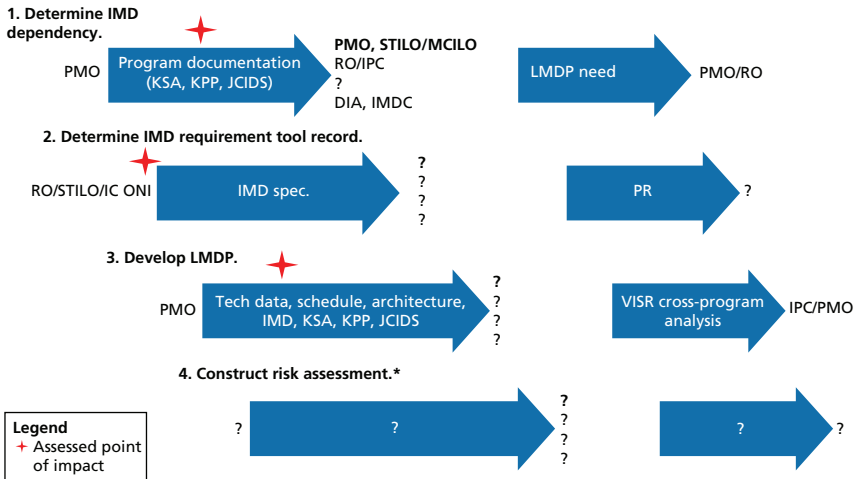 1. Determine IMD
dependency.
PMO
Program documentation
(KSA, KPP, JCIDS)
PMO, STILO/MCILO
RO/IPC
?
DIA, IMDC
LMDP need
PMO/RO
2. Determine IMD requirement tool record.
RO/STILO/IC ONI
IMD spec.
?
?
?
?
PR
?
3. Develop LMDP.
PMO
Tech data, schedule, architecture,
IMD, KSA, KPP, JCIDS
?
?
?
?
VISR cross-program
analysis
IPC/PMO
4. Construct risk assessment.*
?
?
?
?
?
?
?
?
Legend
Assessed point
of impact